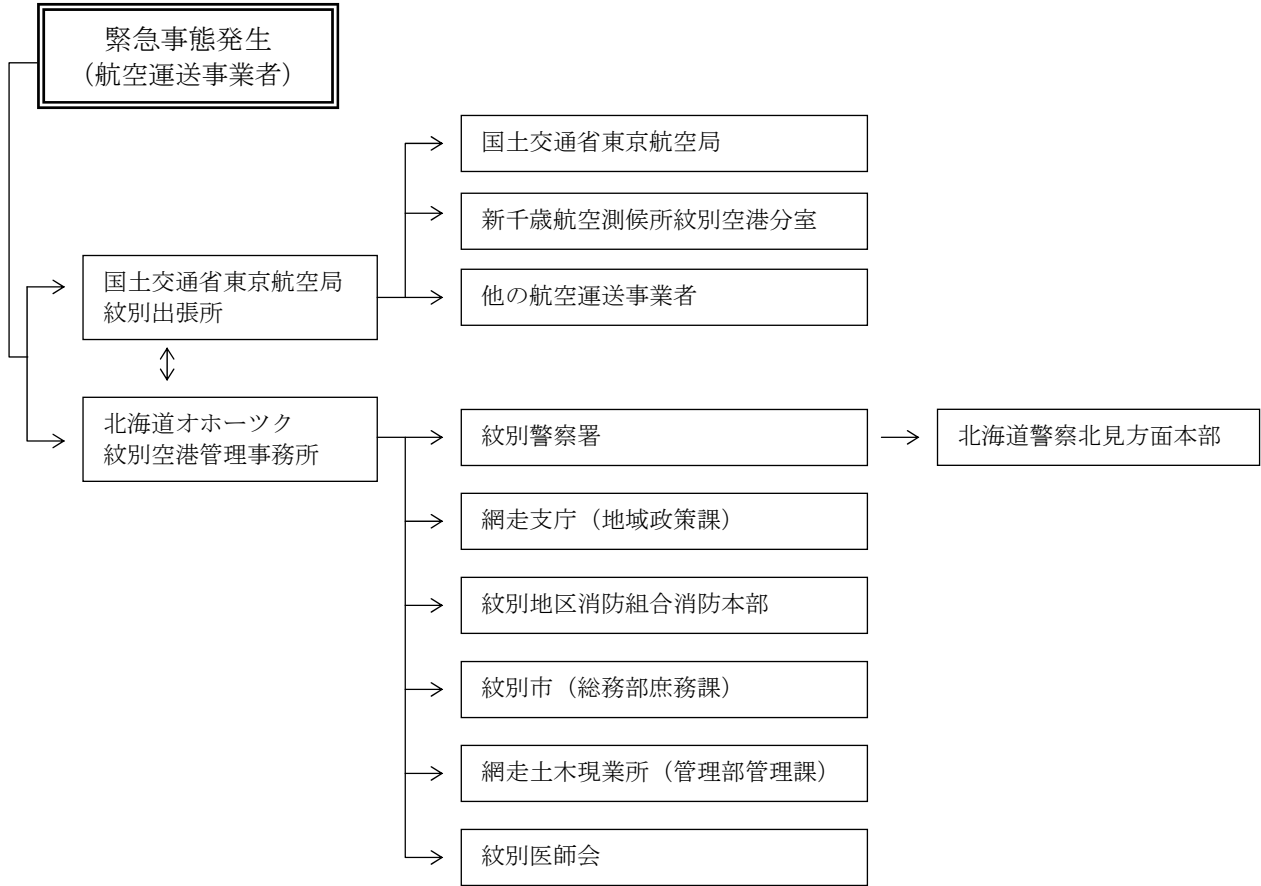 緊急事態発生
（航空運送事業者）
国土交通省東京航空局
新千歳航空測候所紋別空港分室
他の航空運送事業者
国土交通省東京航空局
紋別出張所
北海道オホーツク
紋別空港管理事務所
紋別警察署
北海道警察北見方面本部
網走支庁（地域政策課）
紋別地区消防組合消防本部
紋別市（総務部庶務課）
網走土木現業所（管理部管理課）
紋別医師会